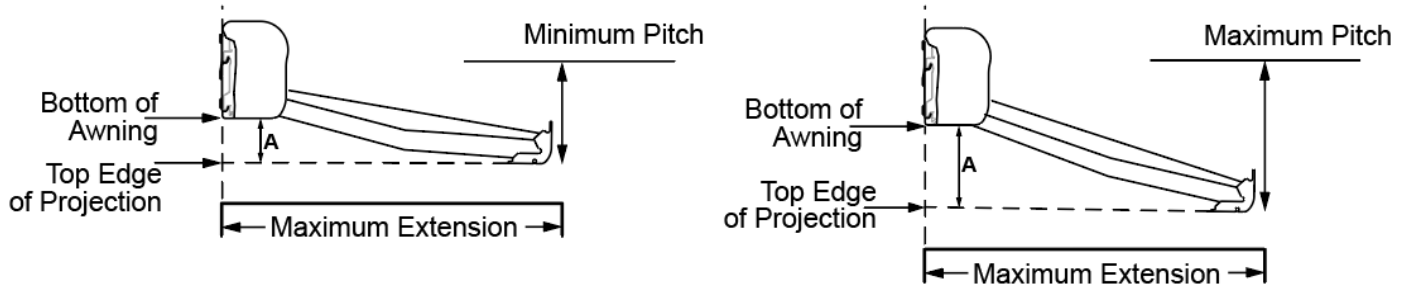 Minimum Pitch
Bottom of
Awning
A
Top Edge
of Projection
Maximum Extension
Maximum Pitch
Bottom of
Awning
A
Top Edge
of Projection
Maximum Extension